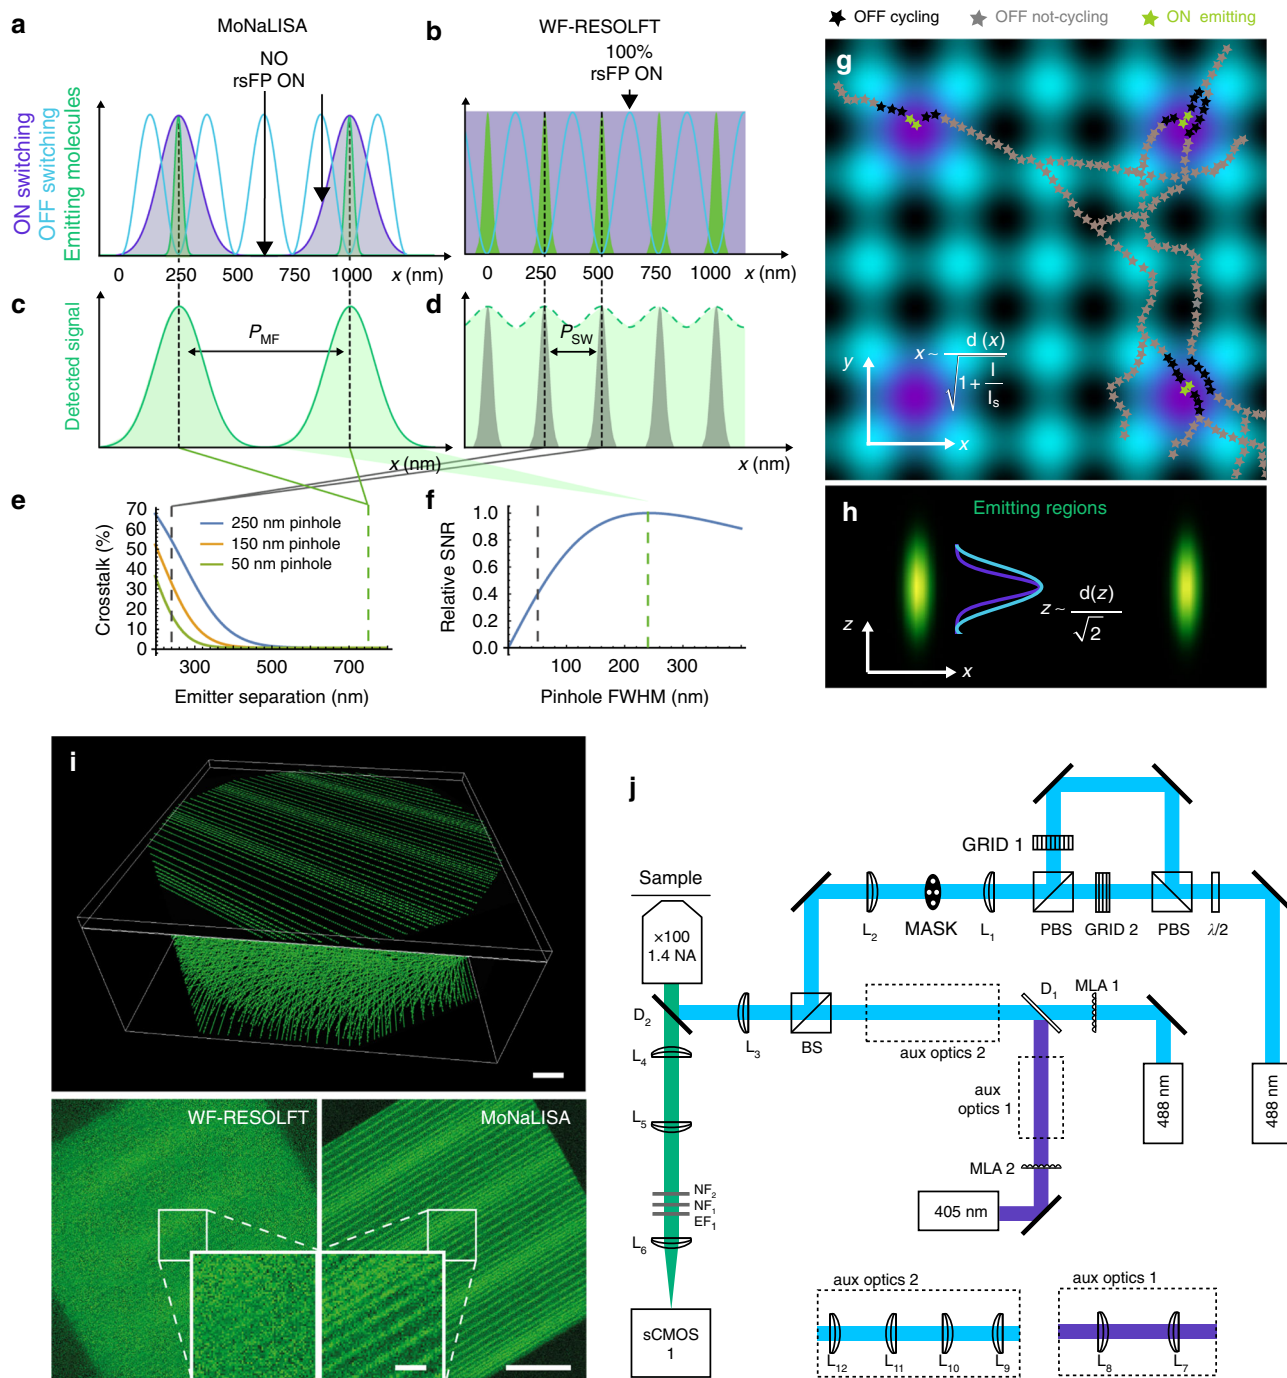 OFF cycling
OFF not-cycling
ON emitting
a
MoNaLISA
NO
rsFP ON
ON switching
OFF switching
Emitting molecules
0 250 500 750 1000 x (nm)
b
WF-RESOLFT
100%
rsFP ON
0 250 500 750 1000 x (nm)
c
Detected signal
P_MF
x (nm)
d
P_SW
x (nm)
e
Crosstalk (%)
70
60
50
40
30
20
10
0
250 nm pinhole
150 nm pinhole
50 nm pinhole
300 500 700
Emitter separation (nm)
f
Relative SNR
1.0
0.8
0.6
0.4
0.2
0.0
100 200 300
Pinhole FWHM (nm)
g
y
x
x ~ d (x) / √(1 + I / I_s)
h
Emitting regions
z
x
z ~ d(z) / √2
i
WF-RESOLFT
MoNaLISA
j
GRID 1
Sample
×100
1.4 NA
L₂
MASK
L₁
PBS
GRID 2
PBS
λ/2
D₂
L₃
BS
aux optics 2
D₁
MLA 1
L₄
aux
optics 1
488 nm
488 nm
L₅
MLA 2
405 nm
NF₂
NF₁
EF₁
L₆
sCMOS
1
aux optics 2
L₁₂
L₁₁
L₁₀
L₉
aux optics 1
L₈
L₇